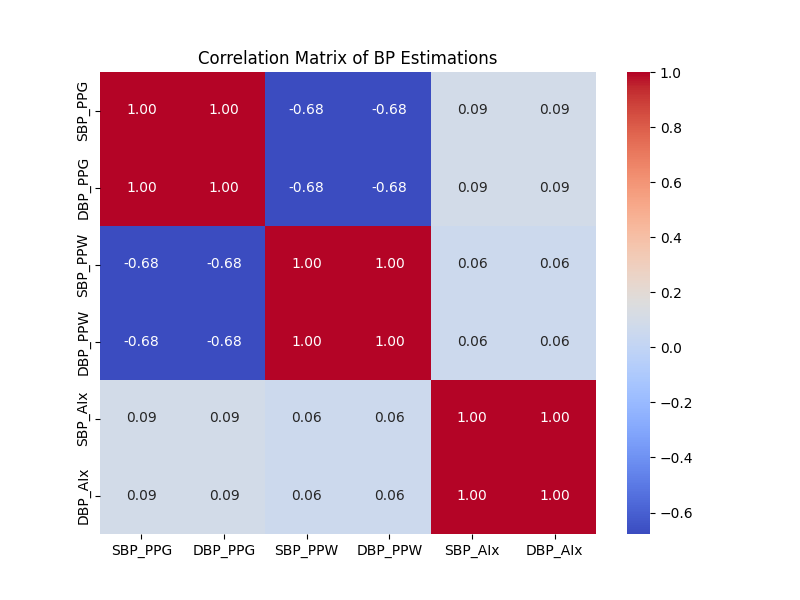 Correlation Matrix of BP Estimations
SBP_PPG 1.00 1.00 -0.68 -0.68 0.09 0.09
DBP_PPG 1.00 1.00 -0.68 -0.68 0.09 0.09
SBP_PPW -0.68 -0.68 1.00 1.00 0.06 0.06
DBP_PPW -0.68 -0.68 1.00 1.00 0.06 0.06
SBP_AIx 0.09 0.09 0.06 0.06 1.00 1.00
DBP_AIx 0.09 0.09 0.06 0.06 1.00 1.00
SBP_PPG DBP_PPG SBP_PPW DBP_PPW SBP_AIx DBP_AIx
1.0
0.8
0.6
0.4
0.2
0.0
−0.2
−0.4
−0.6